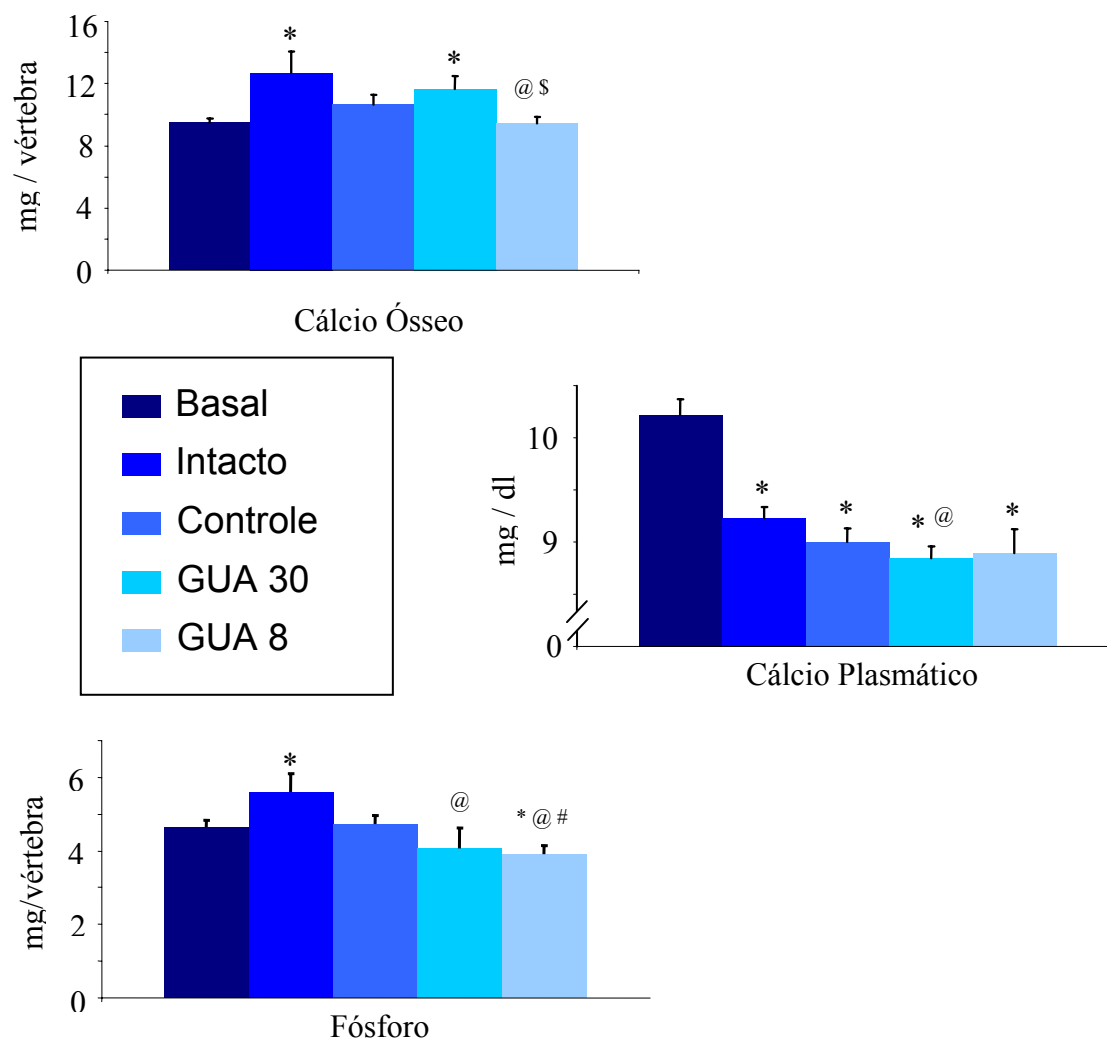 16
12
8
4
0
mg / vértebra
*
*
@ $
Cálcio Ósseo
Basal
Intacto
Controle
GUA 30
GUA 8
10
9
0
mg / dl
*
*
* @
*
Cálcio Plasmático
6
4
2
0
mg/vértebra
*
@
* @ #
Fósforo